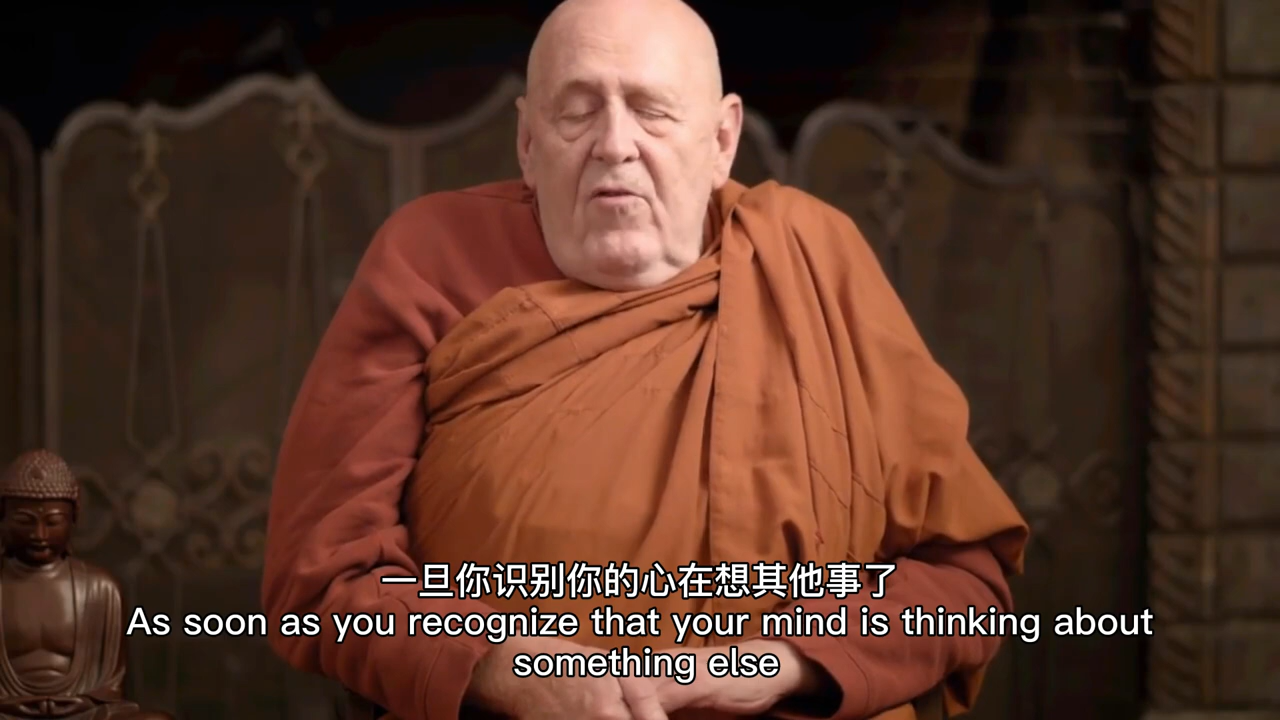 一旦你识别你的心在想其他事了
As soon as you recognize that your mind is thinking about
something else